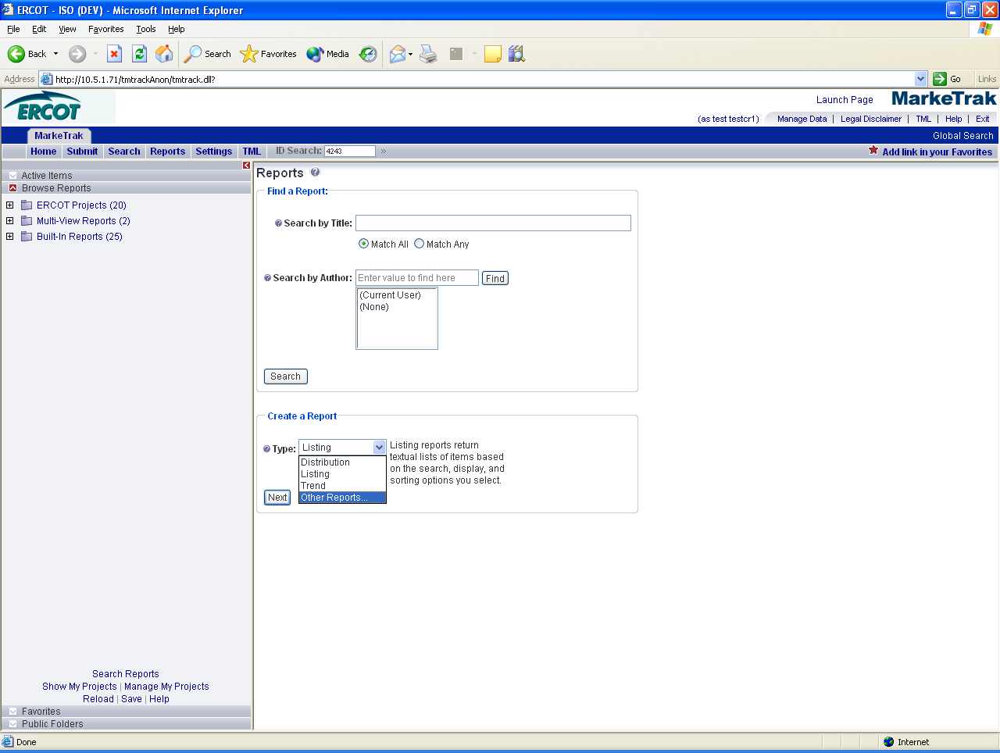 ERCOT - ISO (DEV) - Microsoft Internet Explorer
File Edit View Favorites Tools Help
Back Search Favorites Media
Address http://10.5.1.71/tmtrackAnon/tmtrack.dll? Go Links
ERCOT
Launch Page MarkeTrak
(as test testcr1) Manage Data | Legal Disclaimer | TML | Help | Exit
MarkeTrak Global Search
Home Submit Search Reports Settings TML ID Search: 4243 » Add link in your Favorites
Active Items
Browse Reports
ERCOT Projects (20)
Multi-View Reports (2)
Built-In Reports (25)
Reports
Find a Report:
Search by Title:
Match All Match Any
Search by Author: Enter value to find here Find
(Current User)
(None)
Search
Create a Report
Type: Listing
Distribution
Listing
Trend
Other Reports...
Listing reports return
textual lists of items based
on the search, display, and
sorting options you select.
Next
Search Reports
Show My Projects | Manage My Projects
Reload | Save | Help
Favorites
Public Folders
Done Internet